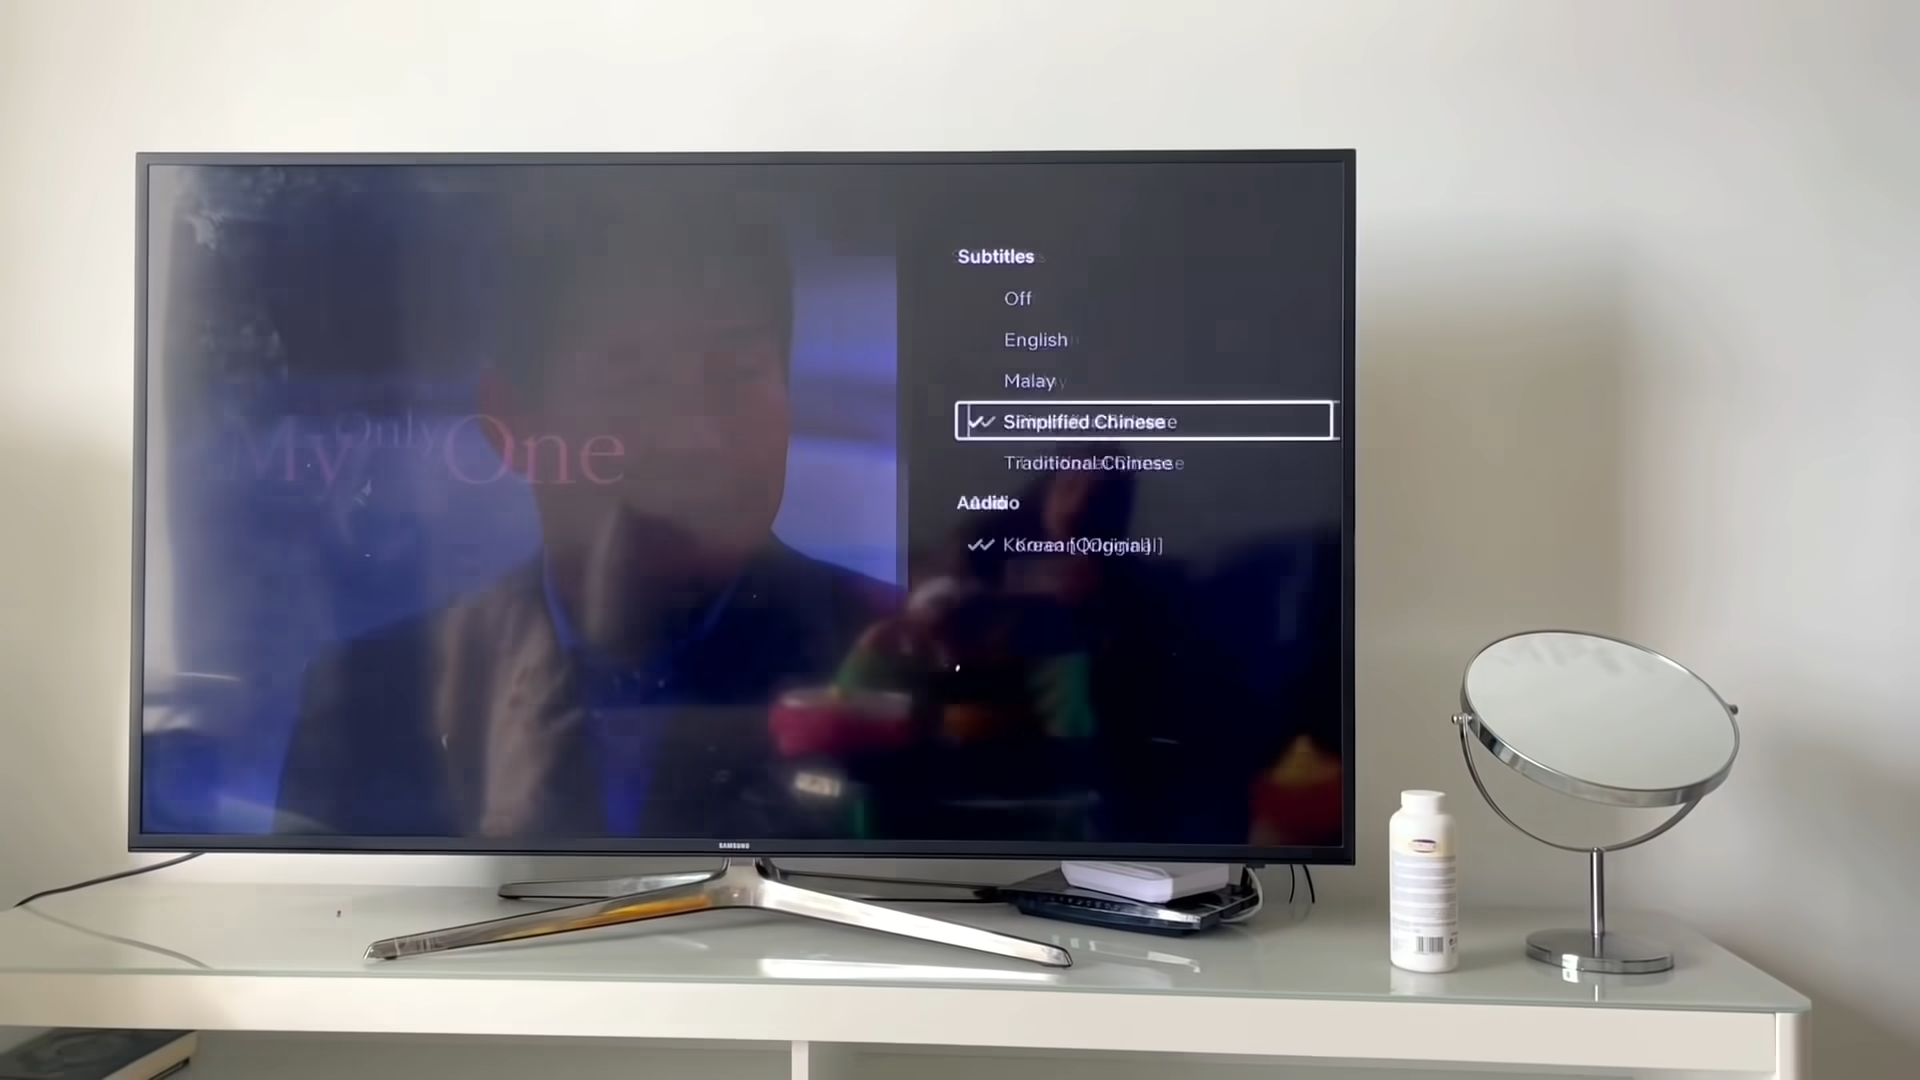 Subtitles
Off
English
Malay
Simplified Chinese
Traditional Chinese
Audio
Korean [Original]
My Only One
SAMSUNG